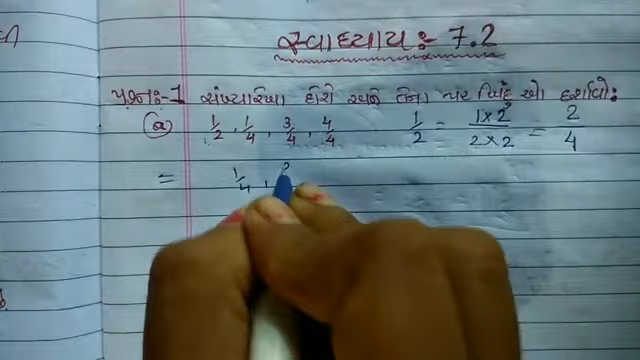 સ્વાધ્યાય:- 7.2
પ્રશ્ન:-1 સંખ્યારેખા દોરો અને તેના પર બિંદુઓ દર્શાવો:
(a) 1/2, 1/4, 3/4, 4/4 1/2 = 1×2/2×2 = 2/4
= 1/4,